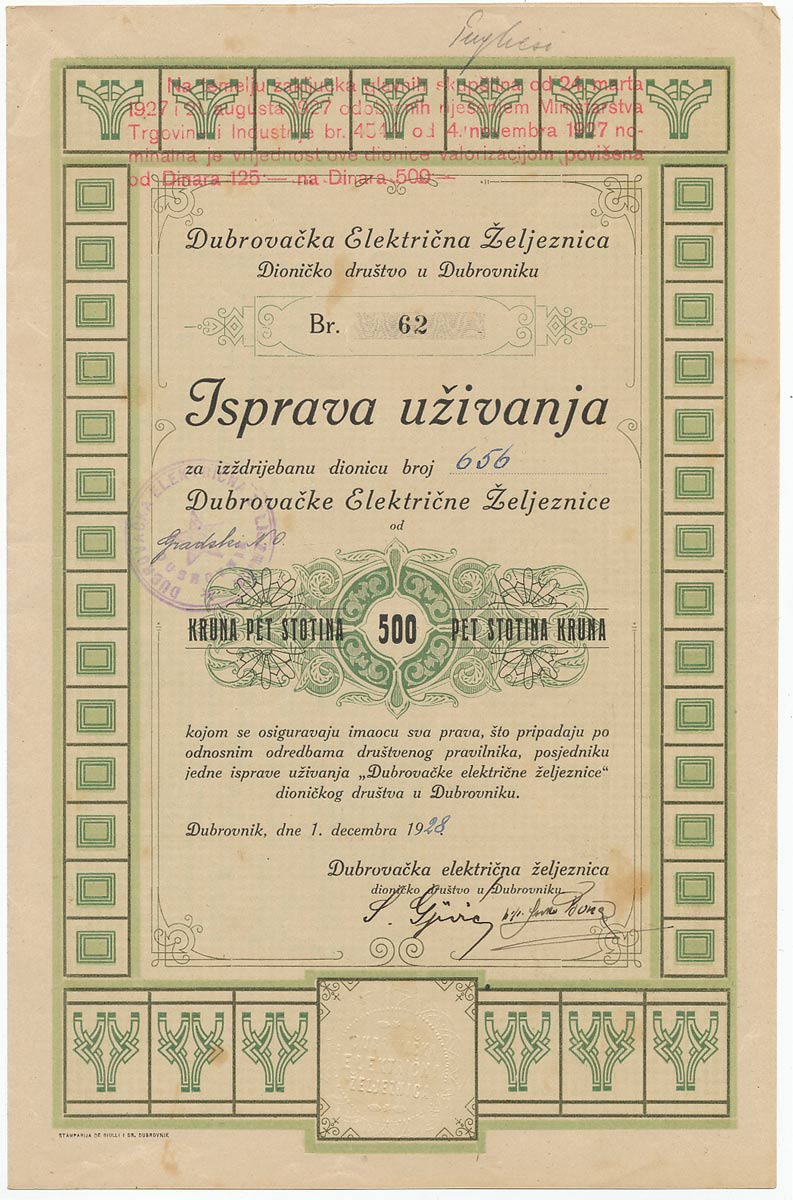 Na temelju zaključka glavnih skupština od 24. marta
1927 i augusta 1927 odobrenih rješenjem Ministarstva
Trgovine i Industrije br. od 4. novembra 1927 no-
minalna je vrijednost ove dionice valorizacijom povišena
od Dinara 125 — na Dinara 500 —
Dubrovačka Električna Željeznica
Dioničko društvo u Dubrovniku
Br. 62
Isprava uživanja
za izždrijebanu dionicu broj 656
Dubrovačke Električne Željeznice
od
Gradski N.O.
KRUNA PET STOTINA 500 PET STOTINA KRUNA
kojom se osiguravaju imaocu sva prava, što pripadaju po
odnosnim odredbama društvenog pravilnika, posjedniku
jedne isprave uživanja „Dubrovačke električne željeznice“
dioničkog društva u Dubrovniku.
Dubrovnik, dne 1. decembra 1928.
Dubrovačka električna željeznica
dioničko društvo u Dubrovniku
ELEKTRIČNA
ŽELJEZNICA
STAMPARIJA DE GIULLI I DR. DUBROVNIK